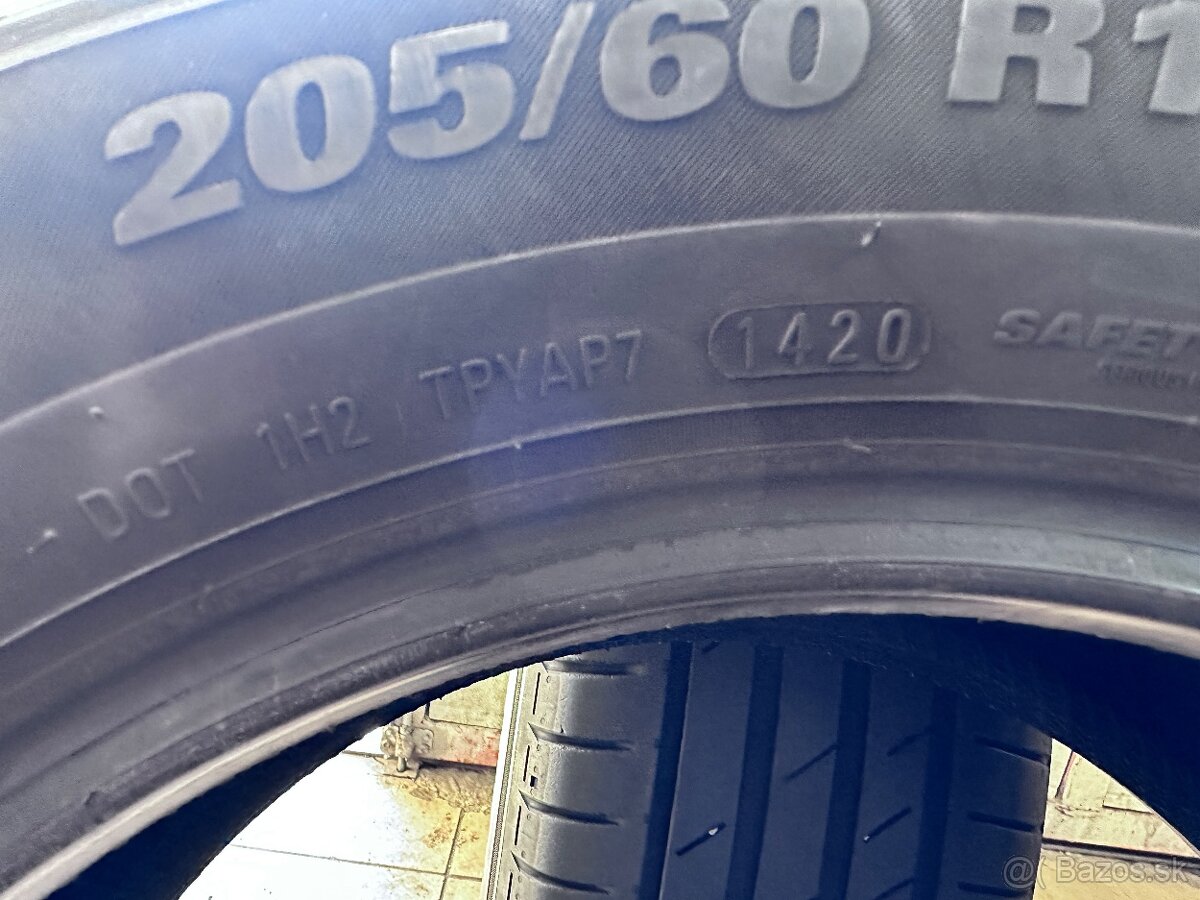 205/60 R1
DOT 1H2 TPYAP7 1420
SAFET
@( Bazos.sk